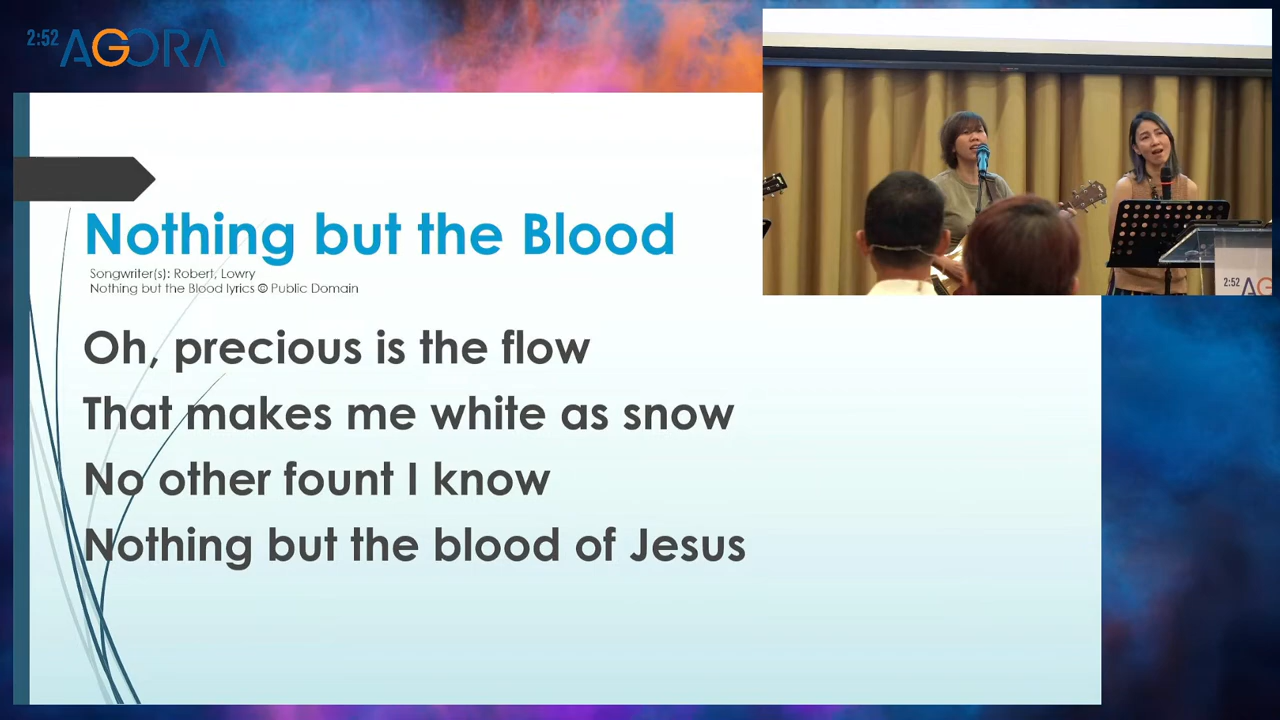 2:52 AGORA
Nothing but the Blood
Songwriter(s): Robert, Lowry
Nothing but the Blood lyrics © Public Domain
Oh, precious is the flow
That makes me white as snow
No other fount I know
Nothing but the blood of Jesus
2:52 AG